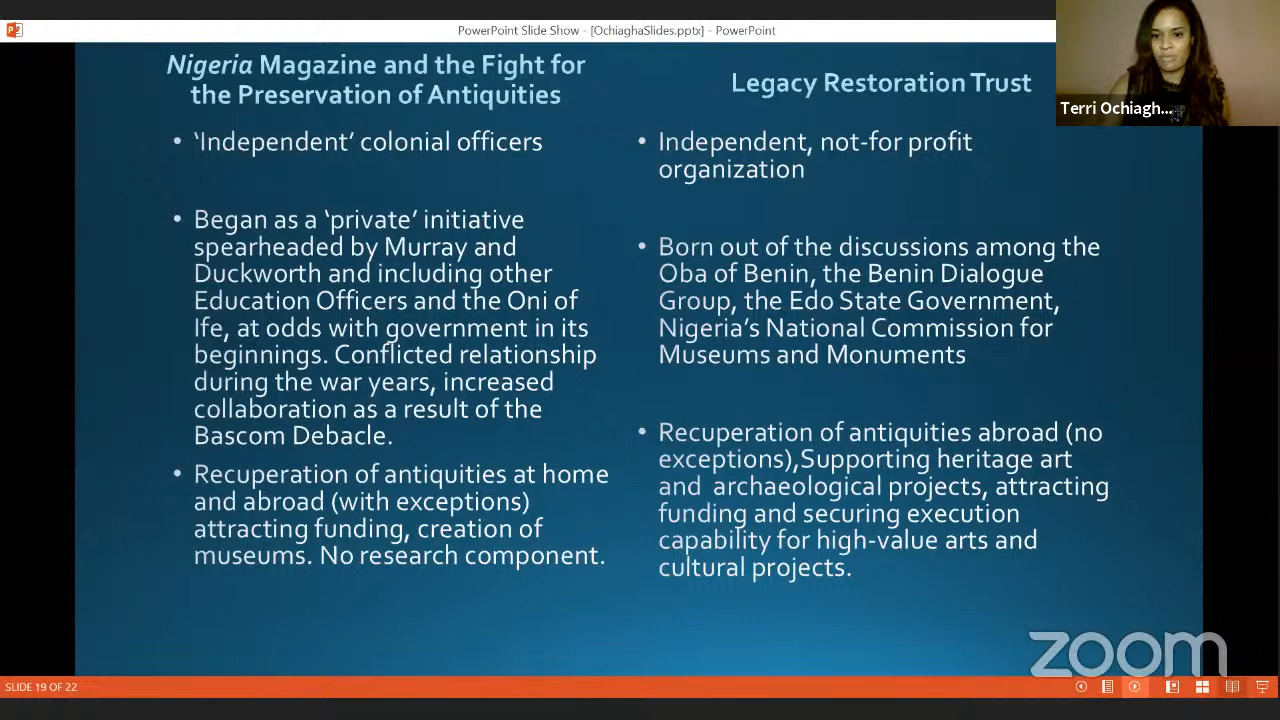 PowerPoint Slide Show - [OchiaghaSlides.pptx] - PowerPoint
Terri Ochiagh...
Nigeria Magazine and the Fight for
the Preservation of Antiquities
• ‘Independent’ colonial officers
• Began as a ‘private’ initiative
spearheaded by Murray and
Duckworth and including other
Education Officers and the Oni of
Ife, at odds with government in its
beginnings. Conflicted relationship
during the war years, increased
collaboration as a result of the
Bascom Debacle.
• Recuperation of antiquities at home
and abroad (with exceptions)
attracting funding, creation of
museums. No research component.
Legacy Restoration Trust
• Independent, not-for profit
organization
• Born out of the discussions among the
Oba of Benin, the Benin Dialogue
Group, the Edo State Government,
Nigeria’s National Commission for
Museums and Monuments
• Recuperation of antiquities abroad (no
exceptions),Supporting heritage art
and archaeological projects, attracting
funding and securing execution
capability for high-value arts and
cultural projects.
zoom
SLIDE 19 OF 22